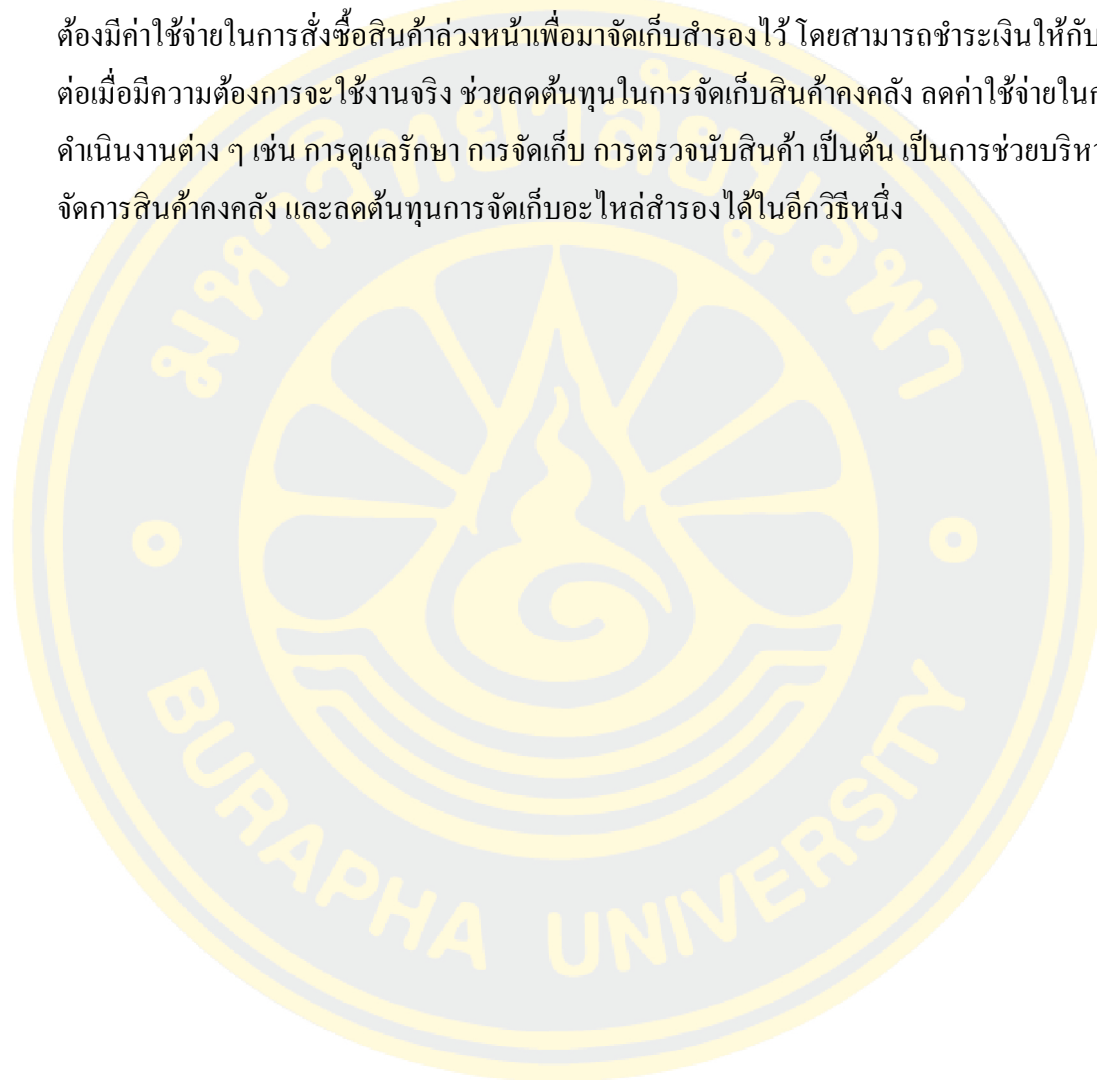 ต้องมีค่าใช้จ่ายในการสั่งซื้อสินค้าล่วงหน้าเพื่อมาจัดเก็บสำรองไว้ โดยสามารถชำระเงินให้กับ
ต่อเมื่อมีความต้องการจะใช้งานจริง ช่วยลดต้นทุนในการจัดเก็บสินค้าคงคลัง ลดค่าใช้จ่ายใน
ดำเนินงานต่าง ๆ เช่น การดูแลรักษา การจัดเก็บ การตรวจนับสินค้า เป็นต้น เป็นการช่วย
จัดการสินค้าคงคลัง และลดต้นทุนการจัดเก็บอะไหล่สำรองได้ในอีกวิธีหนึ่ง
มหาวิทยาลัยบูรพา
BURAPHA UNIVERSITY